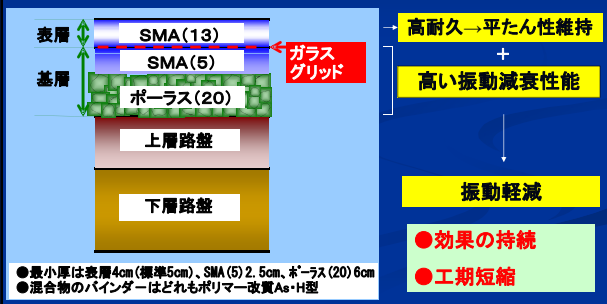 表層
SMA(13)
ガラス
グリッド
基層
SMA(5)
ポーラス(20)
上層路盤
下層路盤
●最小厚は表層4cm(標準5cm)、SMA(5)2.5cm、ﾎﾟｰﾗｽ(20)6cm
●混合物のバインダーはどれもポリマー改質As・H型
高耐久→平たん性維持
+
高い振動減衰性能
振動軽減
●効果の持続
●工期短縮